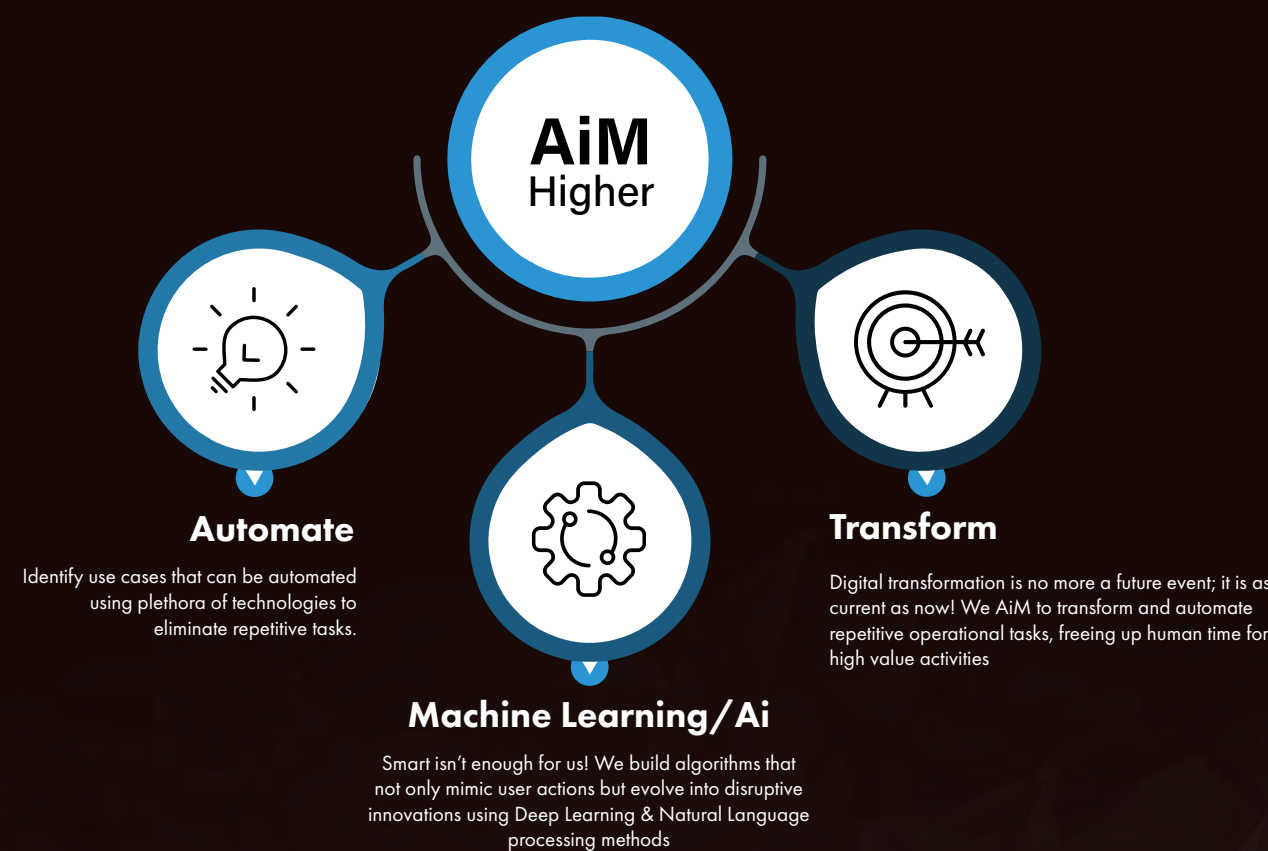 AiM
Higher
Automate
Identify use cases that can be automated
using plethora of technologies to
eliminate repetitive tasks.
Machine Learning/Ai
Smart isn’t enough for us! We build algorithms that
not only mimic user actions but evolve into disruptive
innovations using Deep Learning & Natural Language
processing methods
Transform
Digital transformation is no more a future event; it is as
current as now! We AiM to transform and automate
repetitive operational tasks, freeing up human time for
high value activities